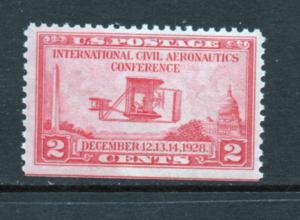 U.S. POSTAGE
INTERNATIONAL CIVIL AERONAUTICS
CONFERENCE
DECEMBER 12,13,14,1928
2 CENTS 2